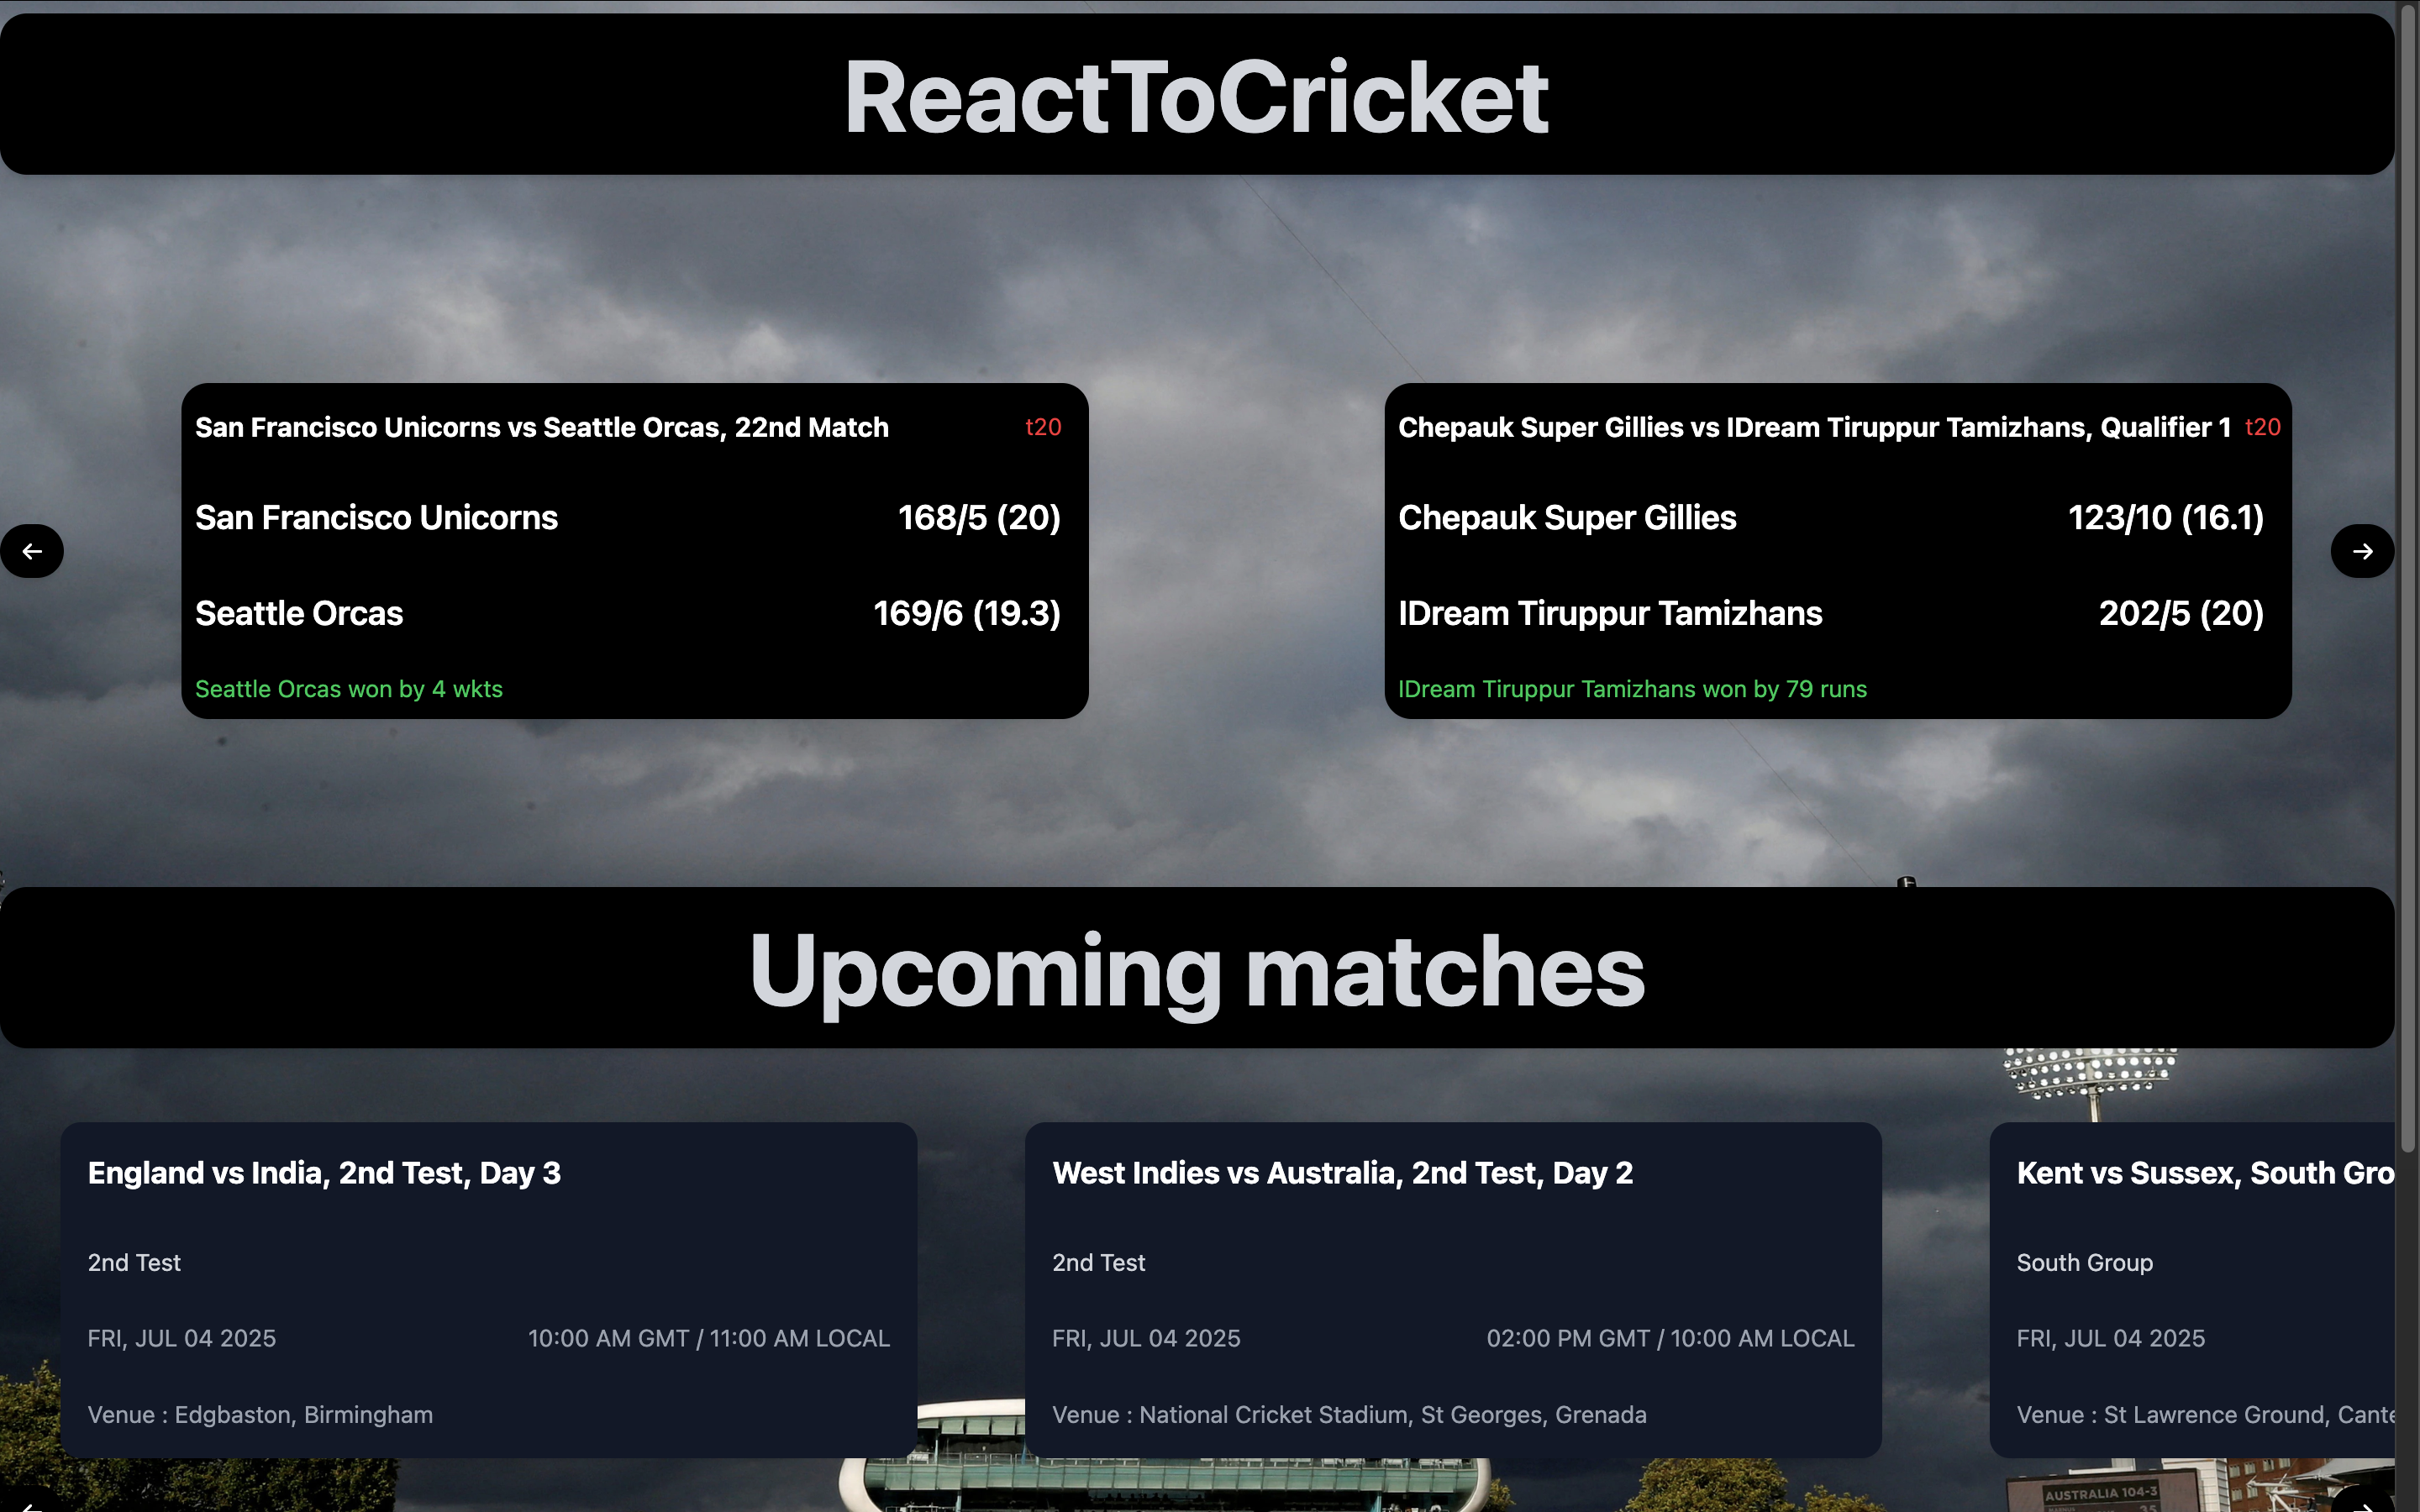 ReactToCricket
San Francisco Unicorns vs Seattle Orcas, 22nd Match t20
San Francisco Unicorns 168/5 (20)
Seattle Orcas 169/6 (19.3)
Seattle Orcas won by 4 wkts
Chepauk Super Gillies vs IDream Tiruppur Tamizhans, Qualifier 1 t20
Chepauk Super Gillies 123/10 (16.1)
IDream Tiruppur Tamizhans 202/5 (20)
IDream Tiruppur Tamizhans won by 79 runs
Upcoming matches
England vs India, 2nd Test, Day 3
2nd Test
FRI, JUL 04 2025 10:00 AM GMT / 11:00 AM LOCAL
Venue : Edgbaston, Birmingham
West Indies vs Australia, 2nd Test, Day 2
2nd Test
FRI, JUL 04 2025 02:00 PM GMT / 10:00 AM LOCAL
Venue : National Cricket Stadium, St Georges, Grenada
Kent vs Sussex, South Gro
South Group
FRI, JUL 04 2025
Venue : St Lawrence Ground, Cante
AUSTRALIA 104-3